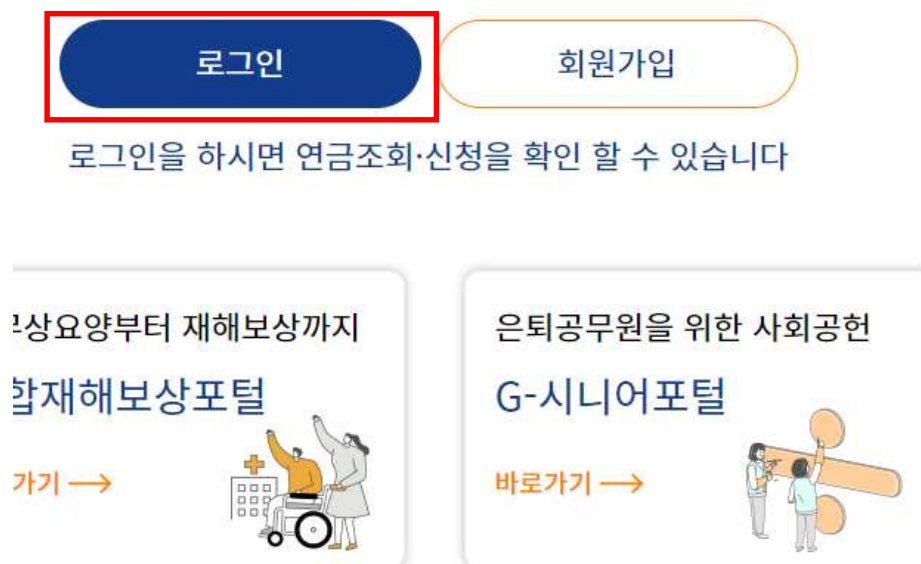 로그인
회원가입
로그인을 하시면 연금조회·신청을 확인 할 수 있습니다
상요양부터 재해보상까지
합재해보상포털
가기 →
은퇴공무원을 위한 사회공헌
G-시니어포털
바로가기 →